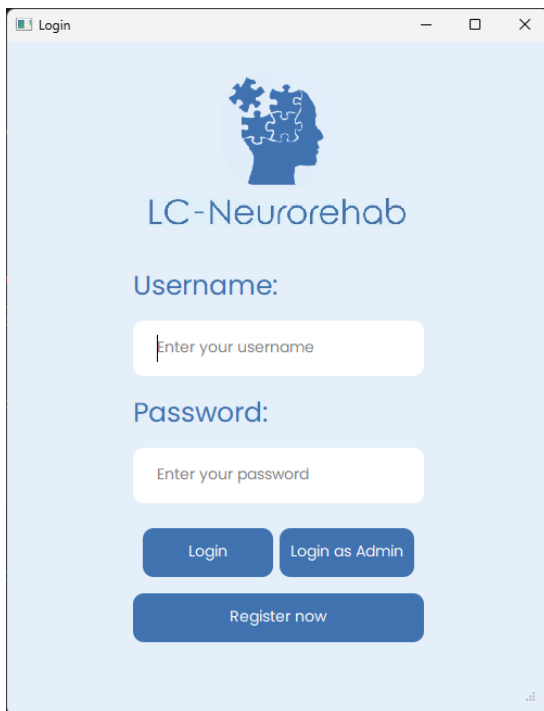 Login
LC-Neurorehab
Username:
Enter your username
Password:
Enter your password
Login Login as Admin
Register now